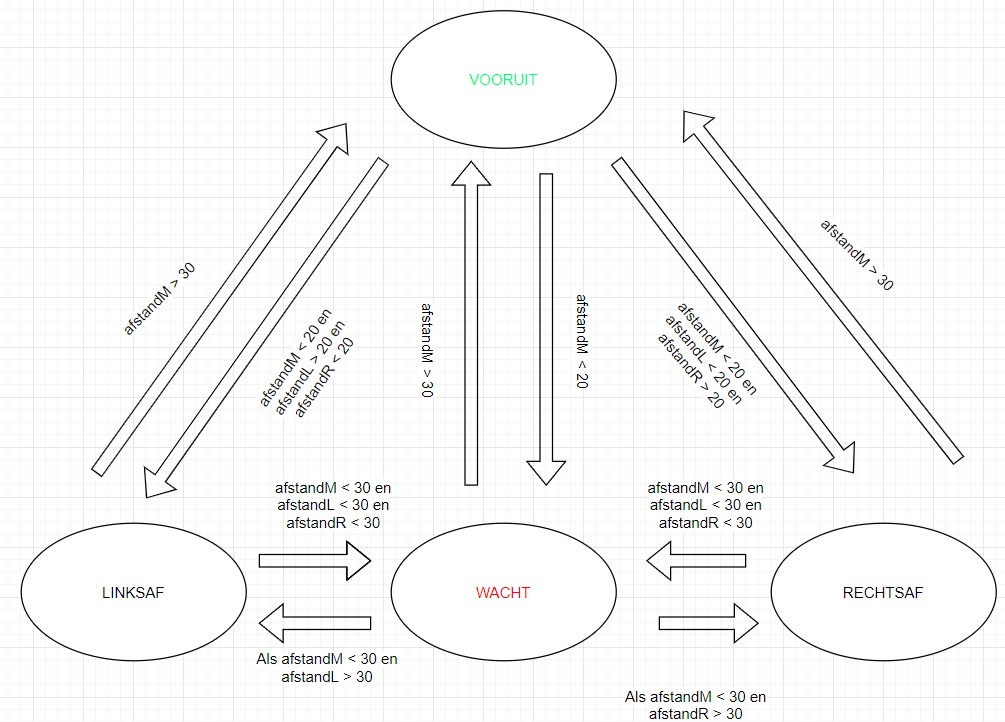 VOORUIT
afstandM > 30
afstandM < 20 en
afstandL > 20 en
afstandR < 20
afstandM > 30
afstandM < 20
afstandM < 20 en
afstandL < 20 en
afstandR > 20
afstandM > 30
afstandM < 30 en
afstandL < 30 en
afstandR < 30
afstandM < 30 en
afstandL < 30 en
afstandR < 30
LINKSAF
WACHT
RECHTSAF
Als afstandM < 30 en
afstandL > 30
Als afstandM < 30 en
afstandR > 30